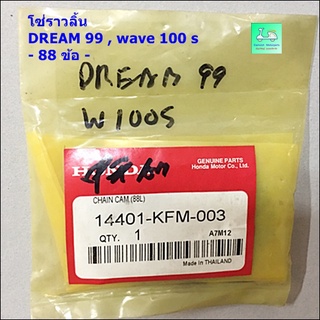 โซ่ราวลิ้น
DREAM 99 , wave 100 s
- 88 ข้อ -
DREAM 99
W100S
HONDA
GENUINE PARTS
Honda Motor Co., Ltd.
CHAIN CAM (88L)
14401-KFM-003
QTY. 1
A7M12
Made In THAILAND